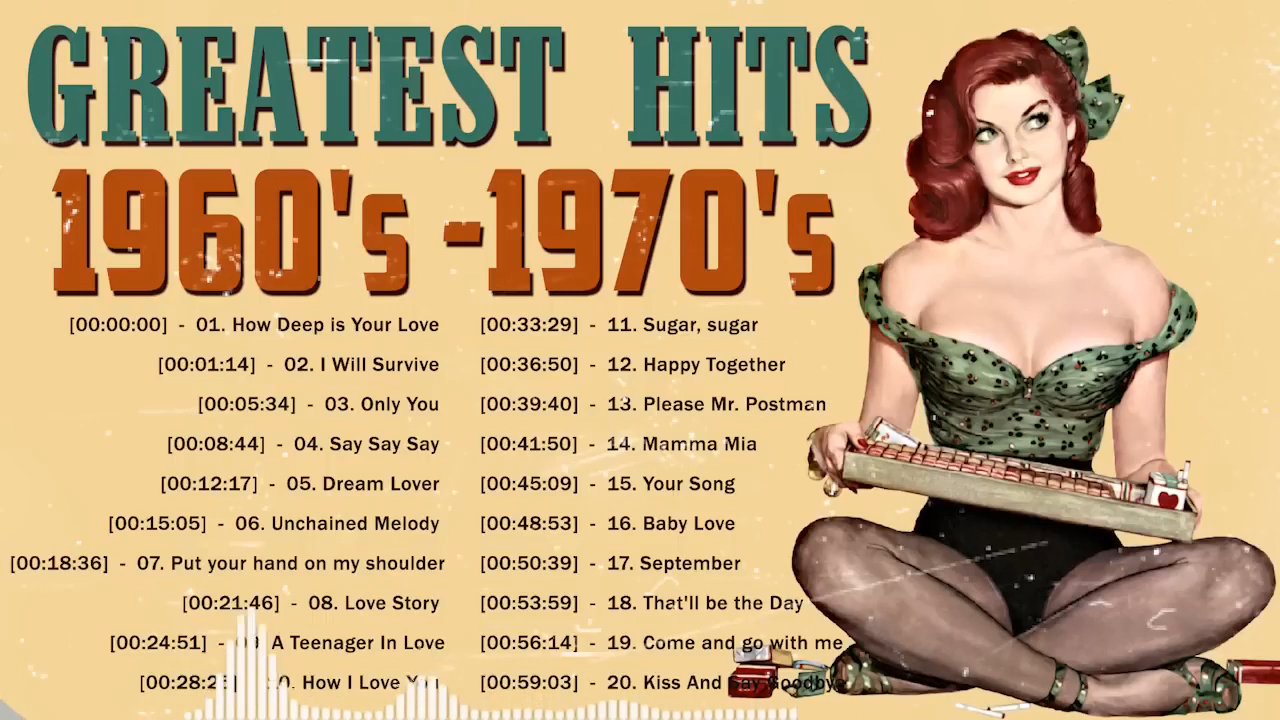 GREATEST HITS
1960's -1970's
[00:00:00] - 01. How Deep is Your Love
[00:01:14] - 02. I Will Survive
[00:05:34] - 03. Only You
[00:08:44] - 04. Say Say Say
[00:12:17] - 05. Dream Lover
[00:15:05] - 06. Unchained Melody
[00:18:36] - 07. Put your hand on my shoulder
[00:21:46] - 08. Love Story
[00:24:51] - A Teenager In Love
How I Love You
[00:33:29] - 11. Sugar, sugar
[00:36:50] - 12. Happy Together
[00:39:40] - 13. Please Mr. Postman
[00:41:50] - 14. Mamma Mia
[00:45:09] - 15. Your Song
[00:48:53] - 16. Baby Love
[00:50:39] - 17. September
[00:53:59] - 18. That'll be the Day
[00:56:14] - 19. Come and go with me
[00:59:03] - 20. Kiss And Say Goodbye